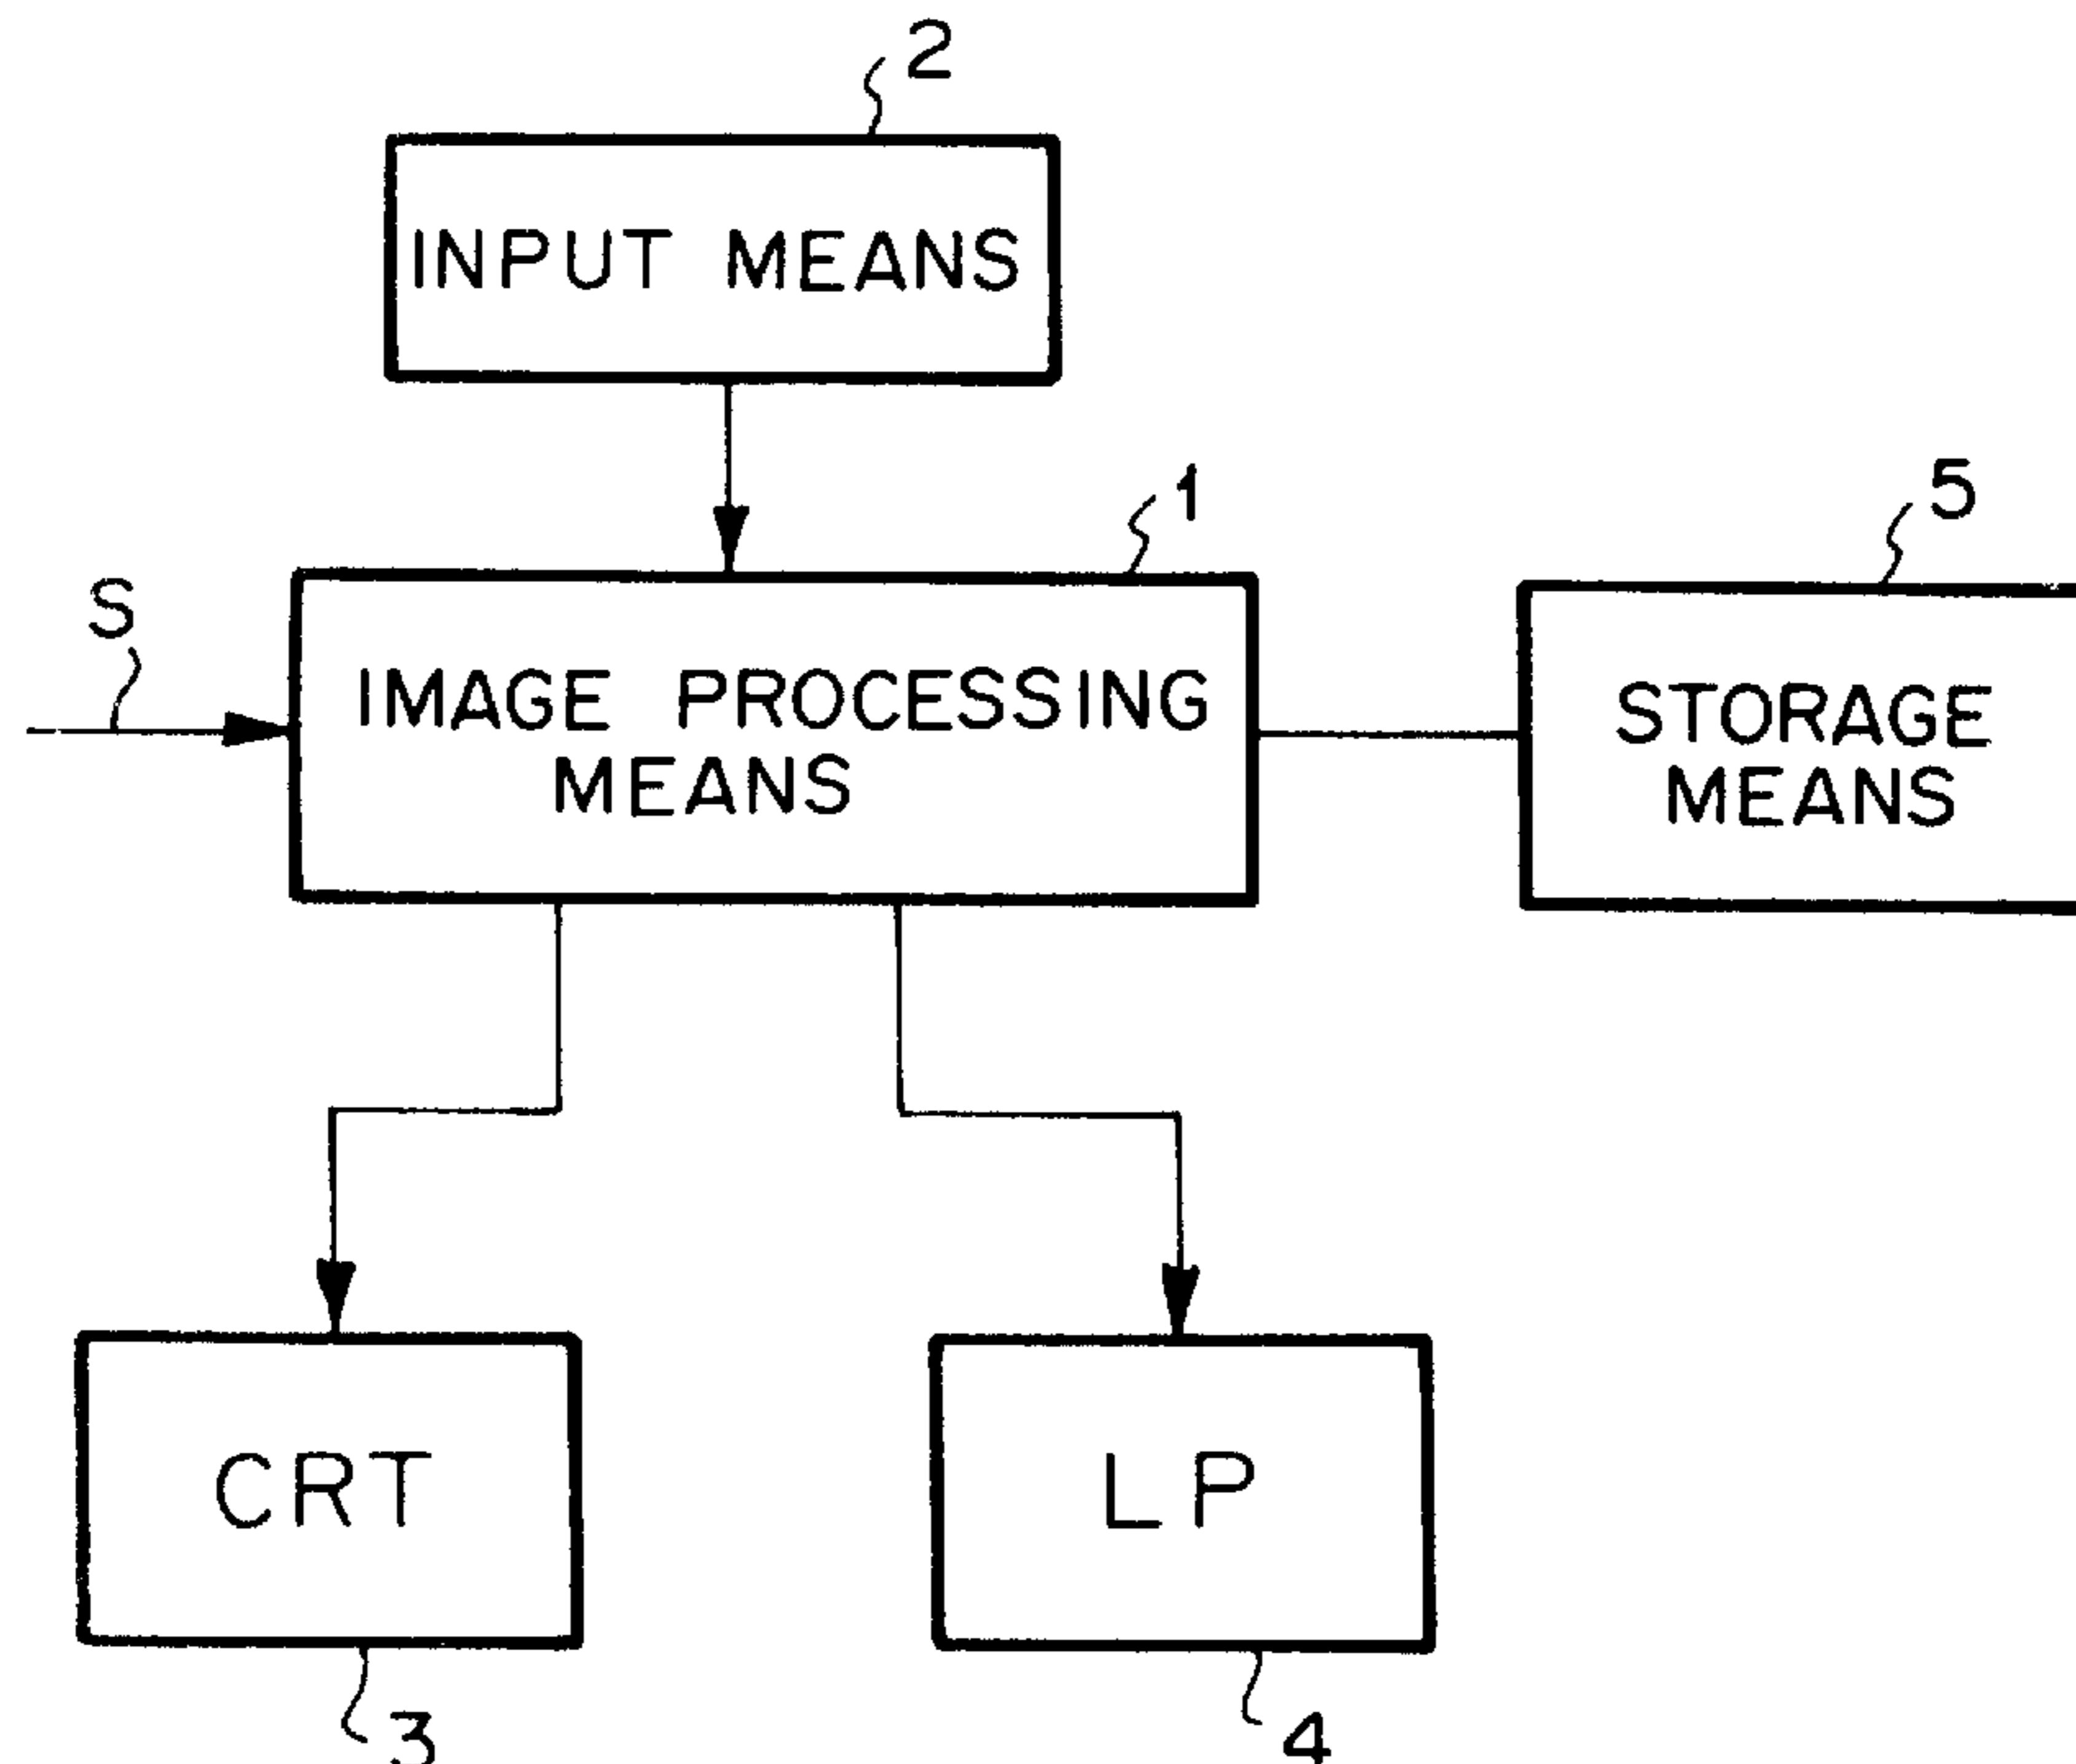 2
INPUT MEANS
1
5
S
IMAGE PROCESSING
MEANS
STORAGE
MEANS
CRT
LP
3
4